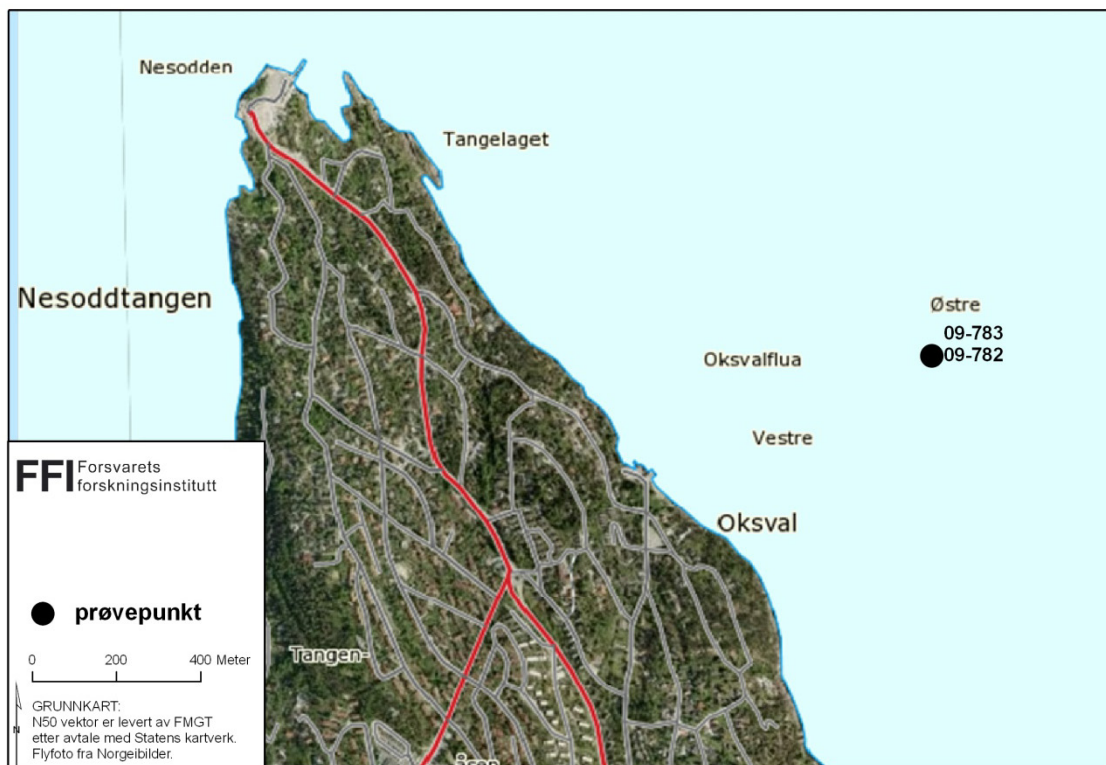 Nesodden
Tangelaget
Nesoddtangen
Østre
09-783
Oksvalflua
09-782
Vestre
Oksval
Tangen-
FFI Forsvarets
forskningsinstitutt
prøvepunkt
0 200 400 Meter
N
GRUNNKART:
N50 vektor er levert av FMGT
etter avtale med Statens kartverk.
Flyfoto fra Norgeibilder.